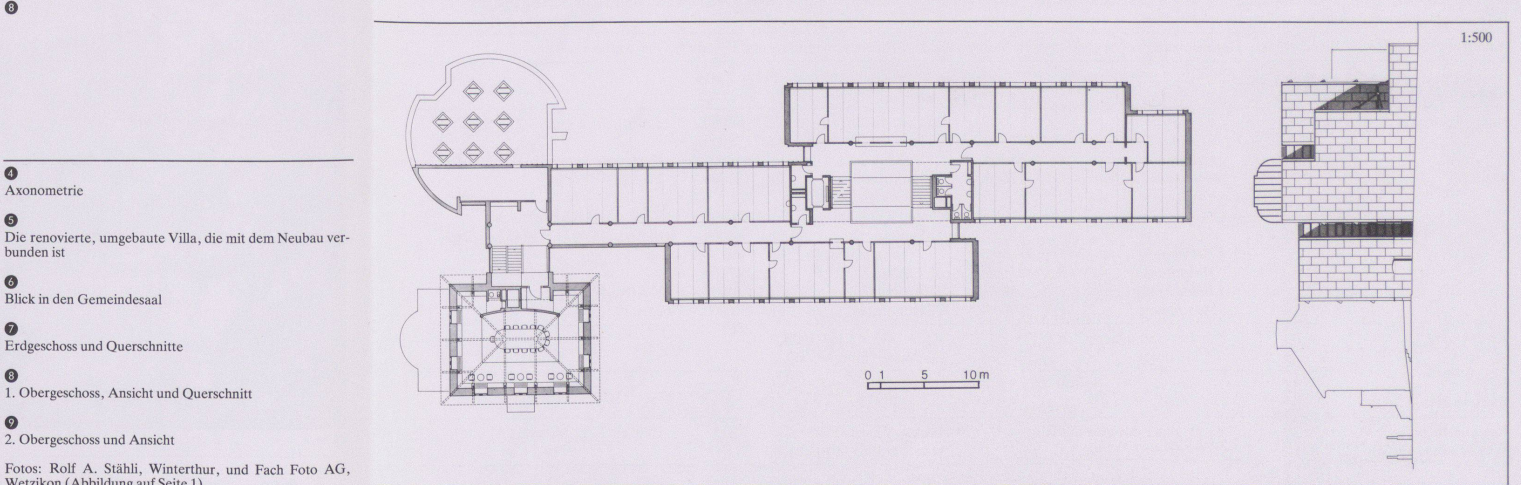 8
4
Axonometrie
5
Die renovierte, umgebaute Villa, die mit dem Neubau ver-
bunden ist
6
Blick in den Gemeindesaal
7
Erdgeschoss und Querschnitte
8
1. Obergeschoss, Ansicht und Querschnitt
9
2. Obergeschoss und Ansicht
Fotos: Rolf A. Stähli, Winterthur, und Fach Foto AG,
Wetzikon (Abbildung auf Seite 1)
1:500
0 1 5 10 m